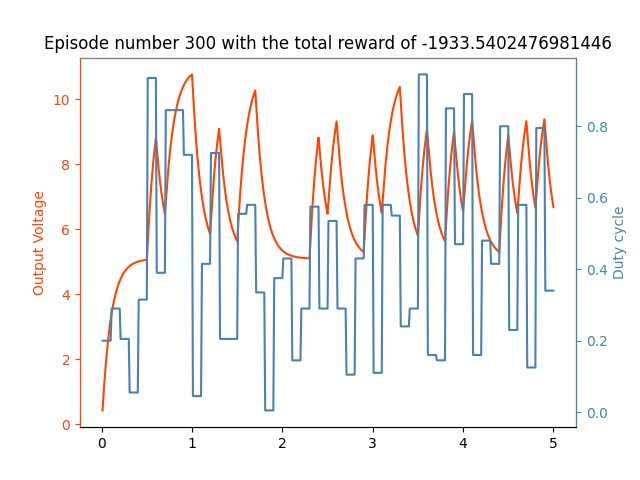 Episode number 300 with the total reward of -1933.5402476981446
10
8
6
4
2
0
Output Voltage
0.8
0.6
0.4
0.2
0.0
Duty cycle
0 1 2 3 4 5